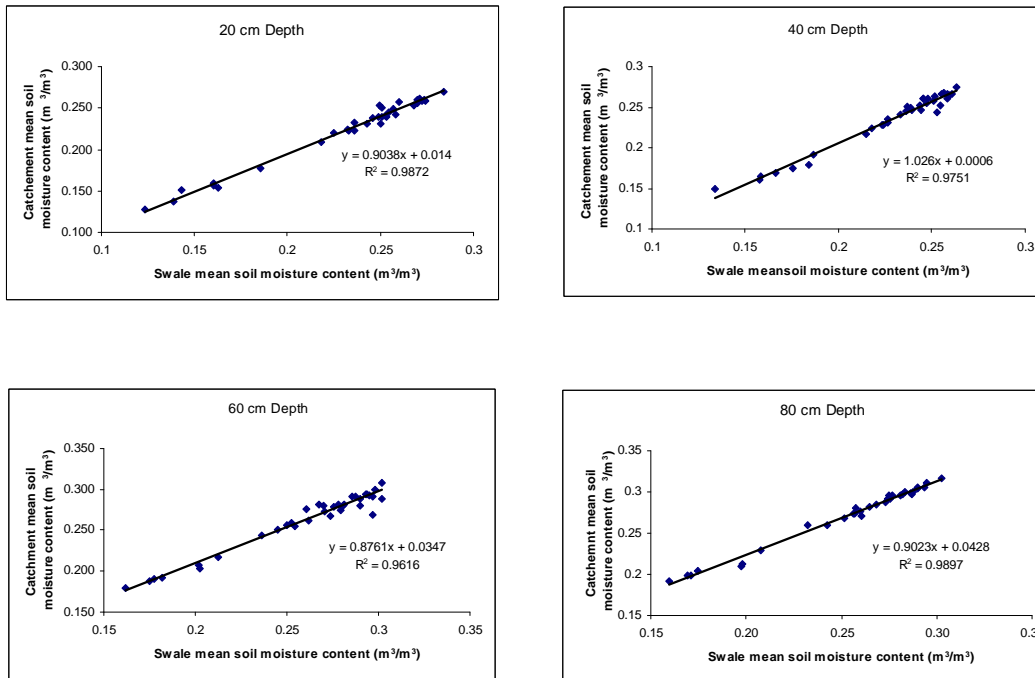 20 cm Depth
Catchement mean soil
moisture content (m ³/m³)
0.300
0.250
0.200
0.150
0.100
y = 0.9038x + 0.014
R² = 0.9872
0.1 0.15 0.2 0.25 0.3
Swale mean soil moisture content (m³/m³)
40 cm Depth
Catchement mean soil
moisture content (m ³/m³)
0.3
0.25
0.2
0.15
0.1
y = 1.026x + 0.0006
R² = 0.9751
0.1 0.15 0.2 0.25 0.3
Swale meansoil moisture content (m³/m³)
60 cm Depth
Catchment mean soil
moisture content (m ³/m³)
0.350
0.300
0.250
0.200
0.150
y = 0.8761x + 0.0347
R² = 0.9616
0.15 0.2 0.25 0.3 0.35
Swale mean soil moisture content (m³/m³)
80 cm Depth
Catchemnt mean soil
moisture content (m ³/m³)
0.35
0.3
0.25
0.2
0.15
y = 0.9023x + 0.0428
R² = 0.9897
0.15 0.20 0.25 0.30
Swale mean soil moisture content (m³/m³)